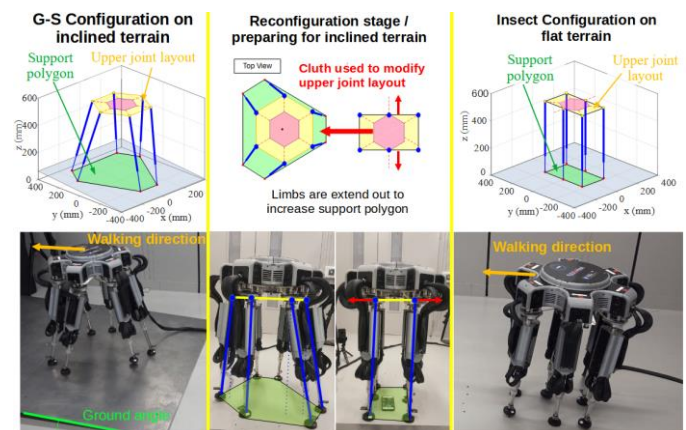 G-S Configuration on
inclined terrain
Support
polygon
Upper joint
layout
z (mm)
600
400
200
0
400
200
0
-200
-400
y (mm)
-400
-200
0
200
x (mm)
Walking direction
Ground angle
Reconfiguration stage /
preparing for inclined terrain
Top View
Cluth used to modify
upper joint layout
Limbs are extend out to
increase support polygon
Insect Configuration on
flat terrain
Support
polygon
Upper joint
layout
z (mm)
600
400
200
0
400
200
0
-200
-400
y (mm)
-400
-200
0
200
x (mm)
Walking direction